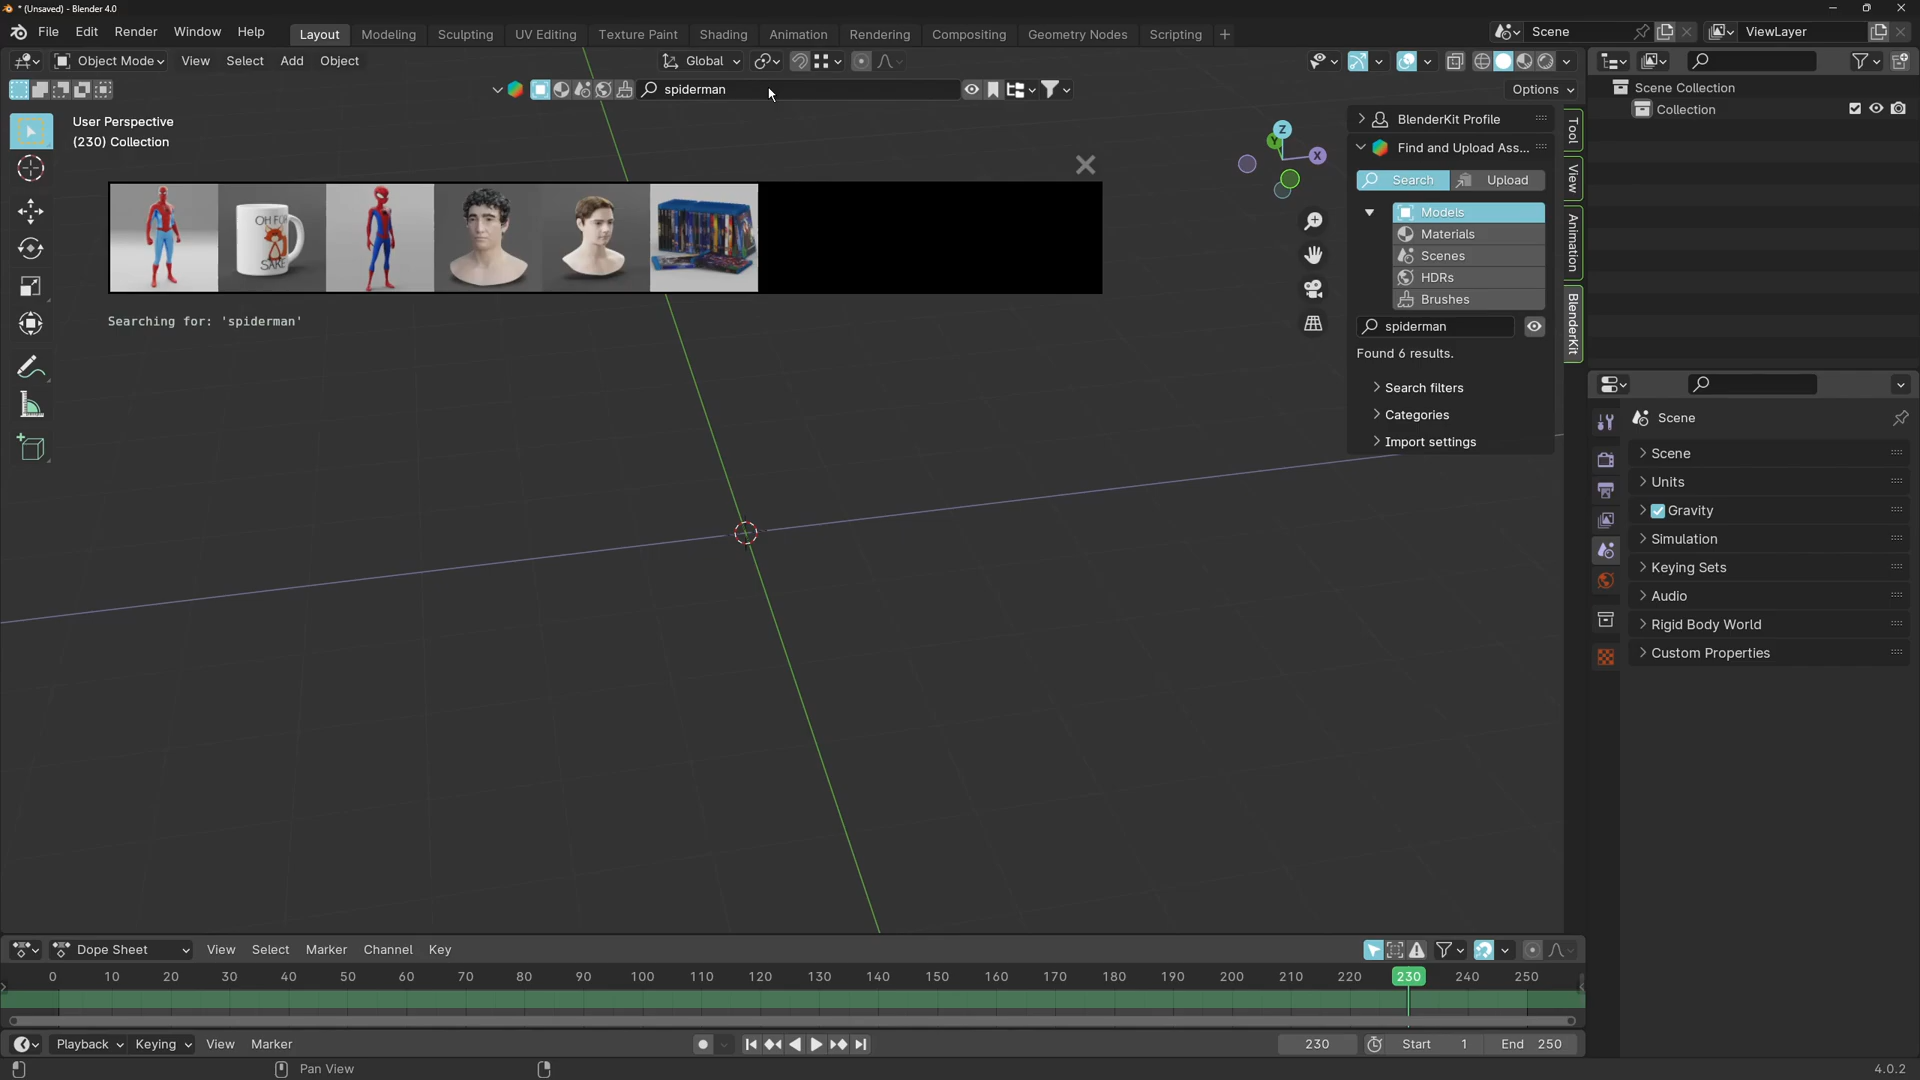 * (Unsaved) - Blender 4.0
File Edit Render Window Help Layout Modeling Sculpting UV Editing Texture Paint Shading Animation Rendering Compositing Geometry Nodes Scripting + Scene ViewLayer
Object Mode View Select Add Object Global
spiderman Options
User Perspective
(230) Collection
OH FOR
SAKE
Searching for: 'spiderman'
Z
Y
X
BlenderKit Profile
Find and Upload Ass...
Search Upload
Models
Materials
Scenes
HDRs
Brushes
spiderman
Found 6 results.
Search filters
Categories
Import settings
Tool
View
Animation
BlenderKit
Scene Collection
Collection
Scene
Scene
Units
Gravity
Simulation
Keying Sets
Audio
Rigid Body World
Custom Properties
Dope Sheet View Select Marker Channel Key
0 10 20 30 40 50 60 70 80 90 100 110 120 130 140 150 160 170 180 190 200 210 220 230 240 250
Playback Keying View Marker 230 Start 1 End 250
Pan View 4.0.2